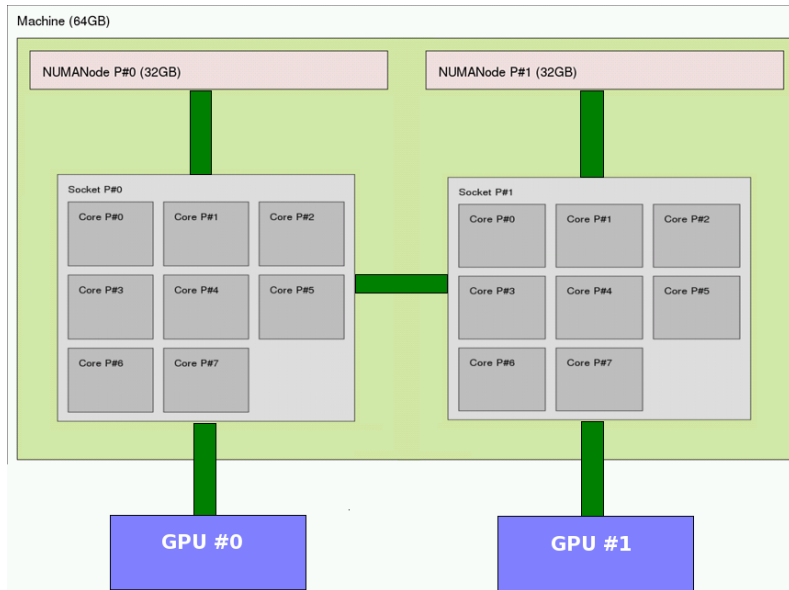 Machine (64GB)
NUMANode P#0 (32GB)
NUMANode P#1 (32GB)
Socket P#0
Core P#0 Core P#1 Core P#2
Core P#3 Core P#4 Core P#5
Core P#6 Core P#7
Socket P#1
Core P#0 Core P#1 Core P#2
Core P#3 Core P#4 Core P#5
Core P#6 Core P#7
GPU #0
GPU #1